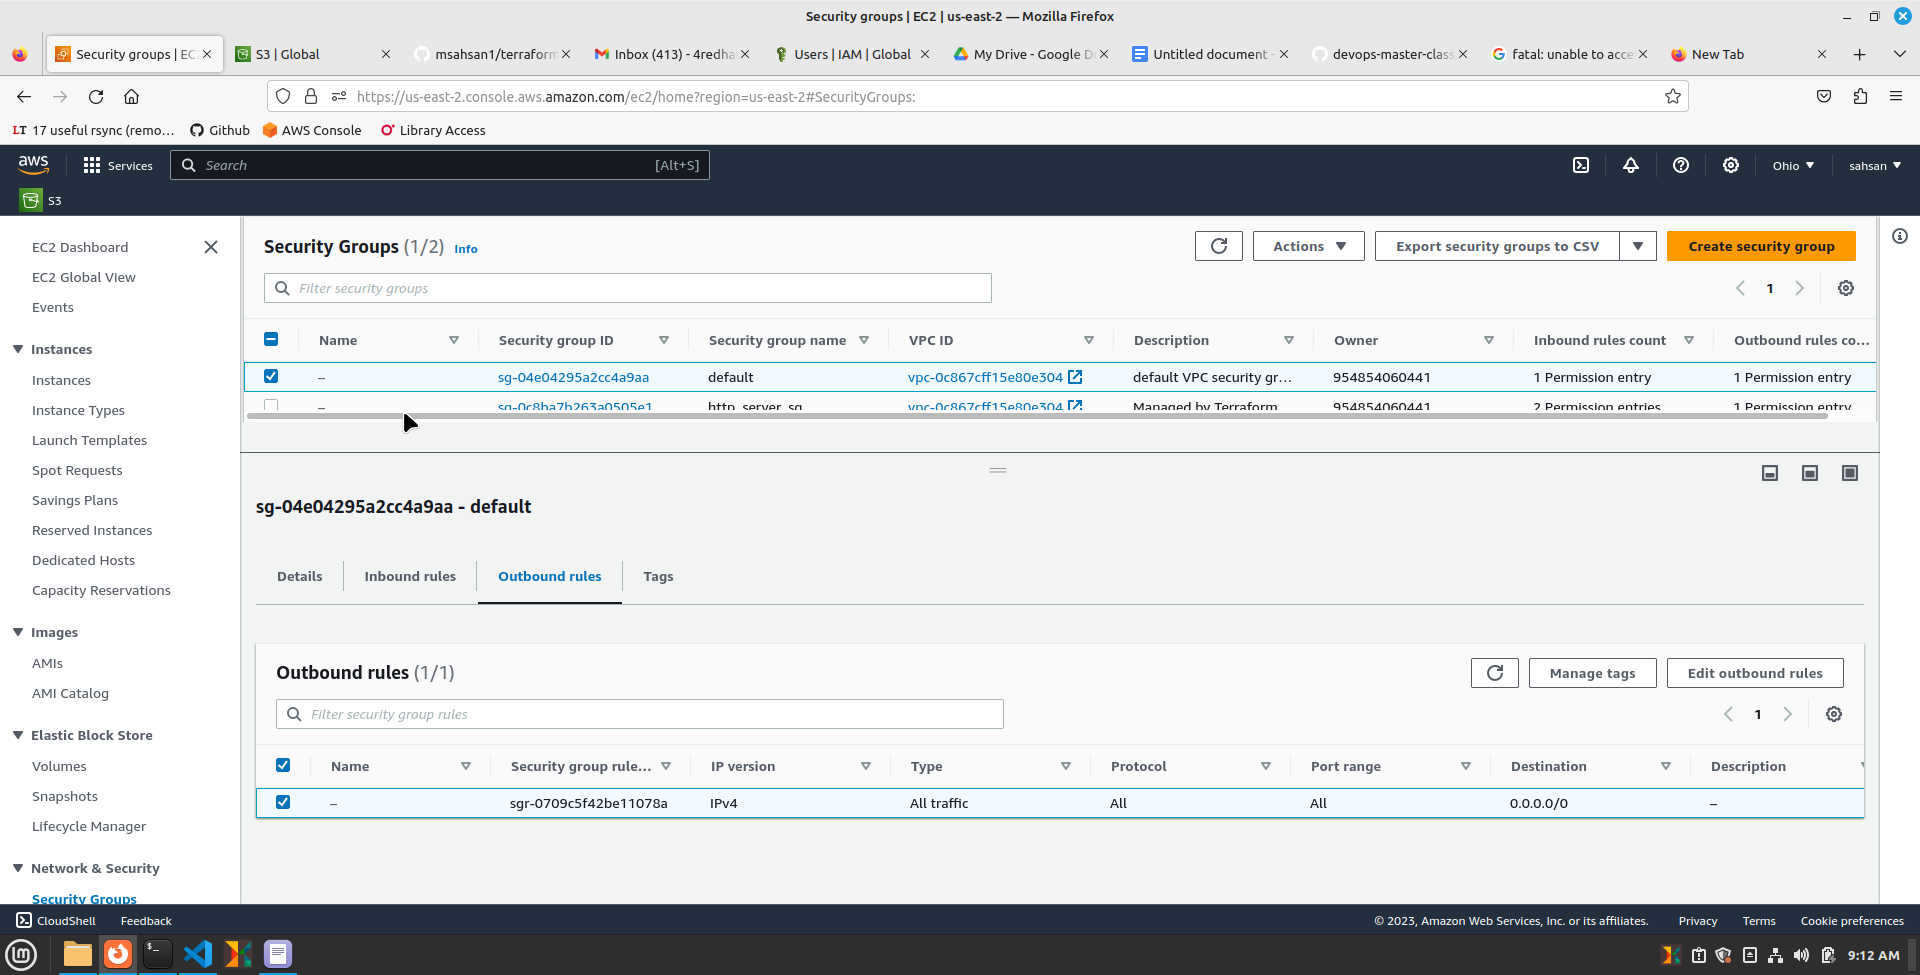 Security groups | EC2 | us-east-2 — Mozilla Firefox
Security groups | EC
S3 | Global
msahsan1/terraform
Inbox (413) - 4redha
Users | IAM | Global
My Drive - Google D
Untitled document -
devops-master-class
fatal: unable to acce
New Tab
https://us-east-2.console.aws.amazon.com/ec2/home?region=us-east-2#SecurityGroups:
LT 17 useful rsync (remo…
Github
AWS Console
Library Access
aws
Services
Search
[Alt+S]
Ohio
sahsan
S3
EC2 Dashboard
EC2 Global View
Events
Instances
Instances
Instance Types
Launch Templates
Spot Requests
Savings Plans
Reserved Instances
Dedicated Hosts
Capacity Reservations
Images
AMIs
AMI Catalog
Elastic Block Store
Volumes
Snapshots
Lifecycle Manager
Network & Security
Security Groups
Security Groups (1/2) Info
Actions
Export security groups to CSV
Create security group
Filter security groups
1
Name Security group ID Security group name VPC ID Description Owner Inbound rules count Outbound rules co…
– sg-04e04295a2cc4a9aa default vpc-0c867cff15e80e304 default VPC security gr… 954854060441 1 Permission entry 1 Permission entry
– sg-0c8ba7b263a0505e1 http_server_sg vpc-0c867cff15e80e304 Managed by Terraform 954854060441 2 Permission entries 1 Permission entry
sg-04e04295a2cc4a9aa - default
Details
Inbound rules
Outbound rules
Tags
Outbound rules (1/1)
Manage tags
Edit outbound rules
Filter security group rules
1
Name Security group rule… IP version Type Protocol Port range Destination Description
– sgr-0709c5f42be11078a IPv4 All traffic All All 0.0.0.0/0 –
CloudShell
Feedback
© 2023, Amazon Web Services, Inc. or its affiliates.
Privacy
Terms
Cookie preferences
9:12 AM